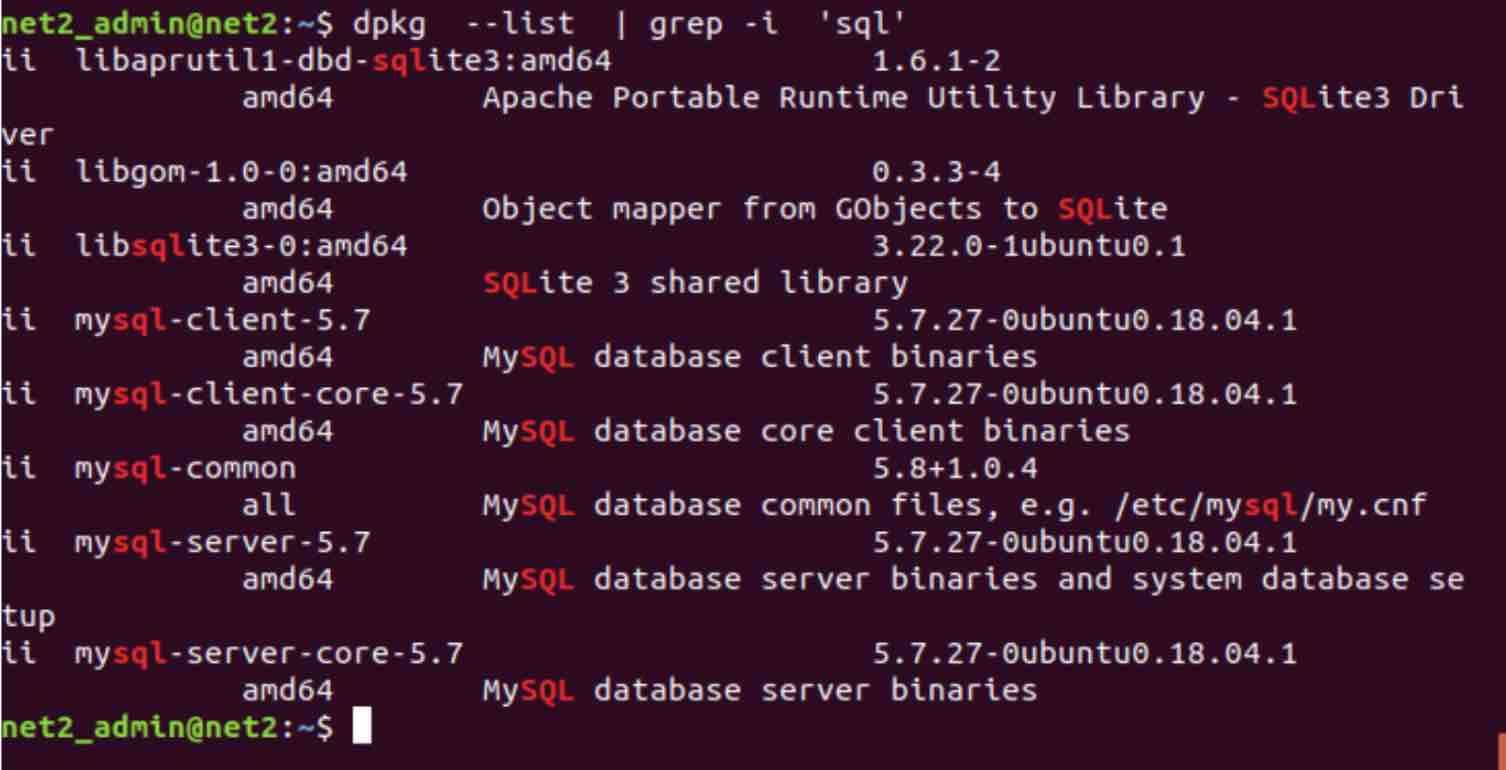 net2_admin@net2:~$ dpkg  --list  | grep -i  'sql'
ii  libaprutil1-dbd-sqlite3:amd64                1.6.1-2
             amd64        Apache Portable Runtime Utility Library - SQLite3 Dri
ver
ii  libgom-1.0-0:amd64                         0.3.3-4
             amd64        Object mapper from GObjects to SQLite
ii  libsqlite3-0:amd64                         3.22.0-1ubuntu0.1
             amd64        SQLite 3 shared library
ii  mysql-client-5.7                           5.7.27-0ubuntu0.18.04.1
             amd64        MySQL database client binaries
ii  mysql-client-core-5.7                      5.7.27-0ubuntu0.18.04.1
             amd64        MySQL database core client binaries
ii  mysql-common                               5.8+1.0.4
             all          MySQL database common files, e.g. /etc/mysql/my.cnf
ii  mysql-server-5.7                           5.7.27-0ubuntu0.18.04.1
             amd64        MySQL database server binaries and system database se
tup
ii  mysql-server-core-5.7                      5.7.27-0ubuntu0.18.04.1
             amd64        MySQL database server binaries
net2_admin@net2:~$